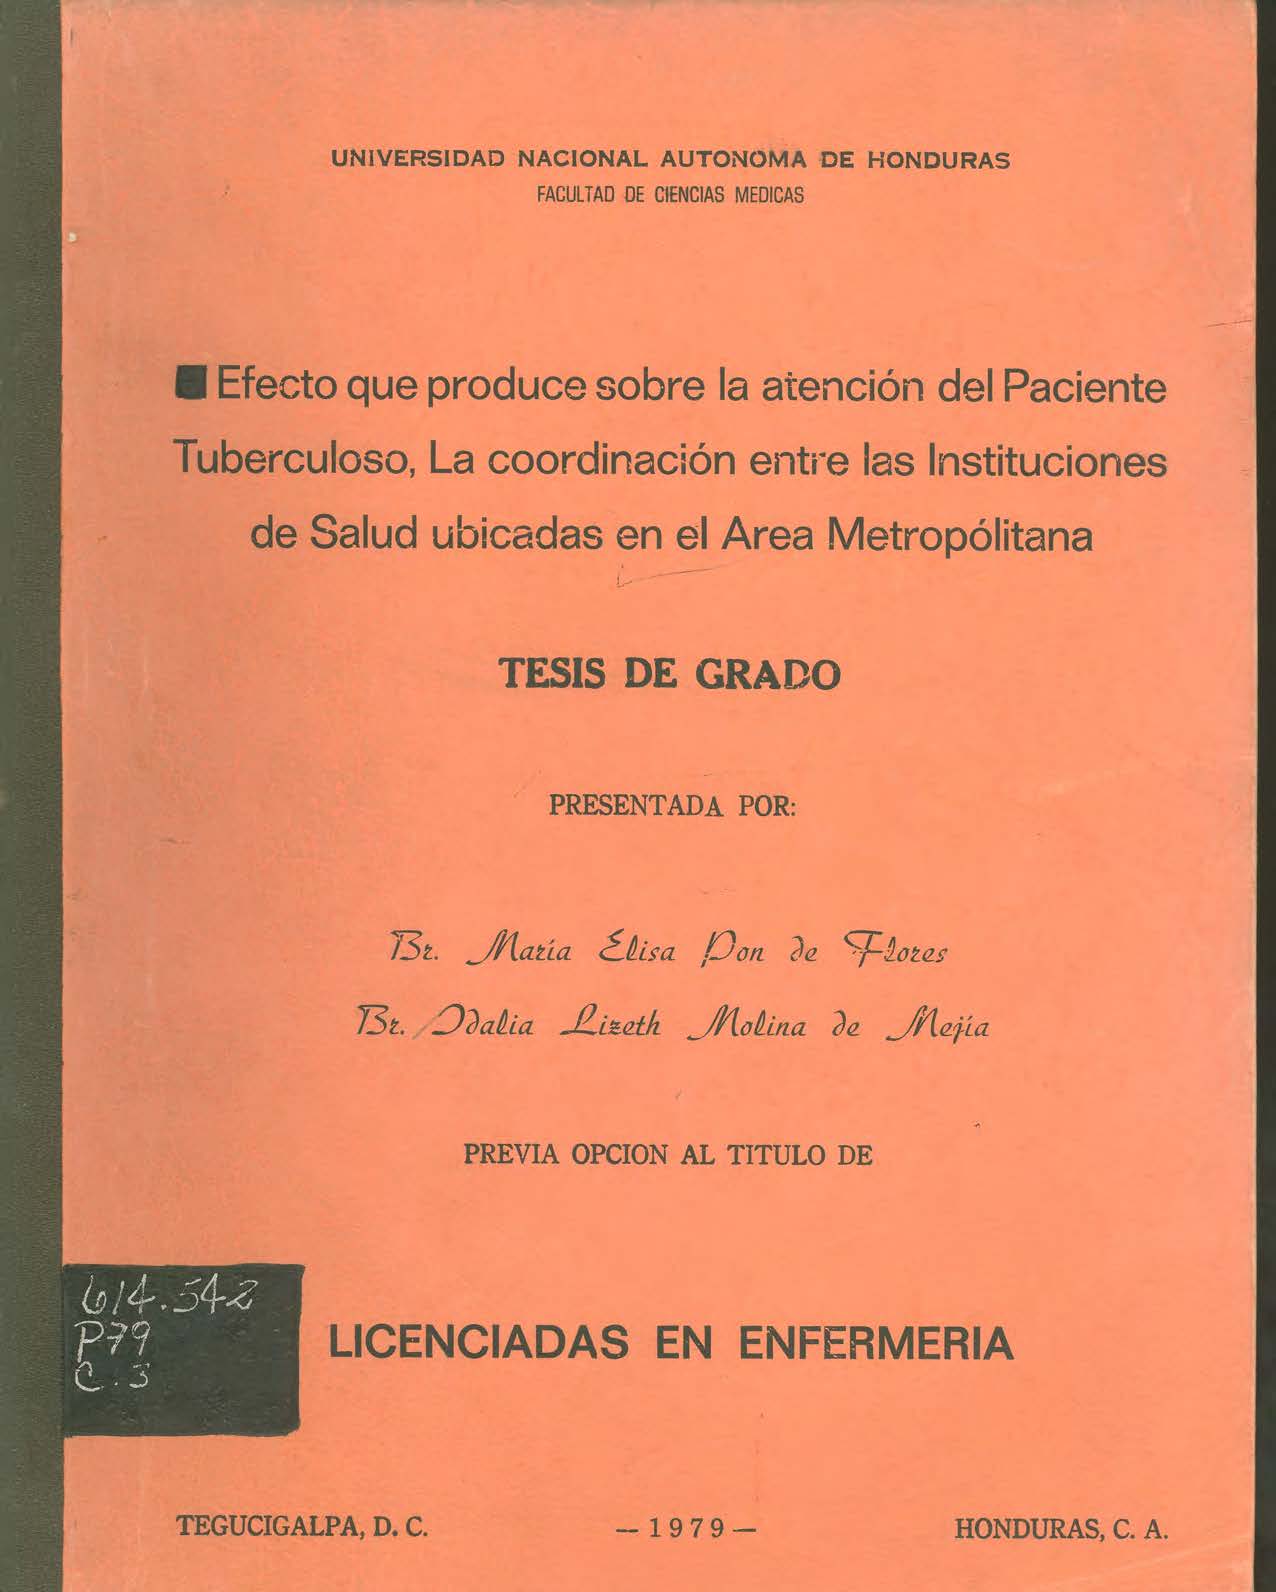 UNIVERSIDAD NACIONAL AUTONOMA DE HONDURAS
FACULTAD DE CIENCIAS MEDICAS
Efecto que produce sobre la atención del Paciente
Tuberculoso, La coordinación entre las Instituciones
de Salud ubicadas en el Area Metropólitana
TESIS DE GRADO
PRESENTADA POR:
Br. María Elisa Pon de Flores
Br. Odalia Lizeth Molina de Mejía
PREVIA OPCION AL TITULO DE
614.542
P79
C.3
LICENCIADAS EN ENFERMERIA
TEGUCIGALPA, D. C. — 1979 — HONDURAS, C. A.